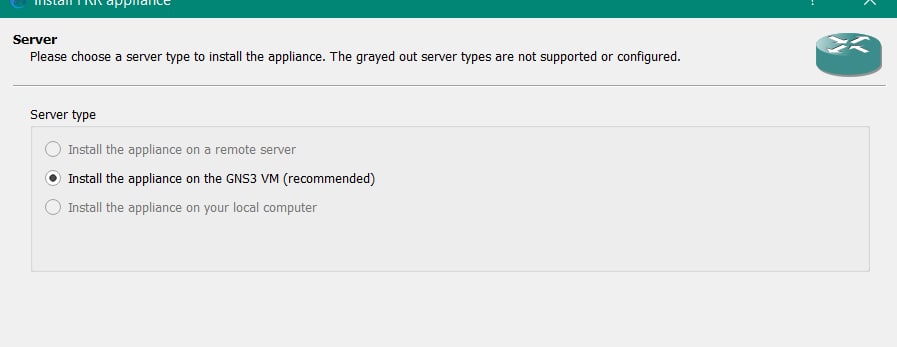 Install FRR appliance
Server
Please choose a server type to install the appliance. The grayed out server types are not supported or configured.
Server type
Install the appliance on a remote server
Install the appliance on the GNS3 VM (recommended)
Install the appliance on your local computer